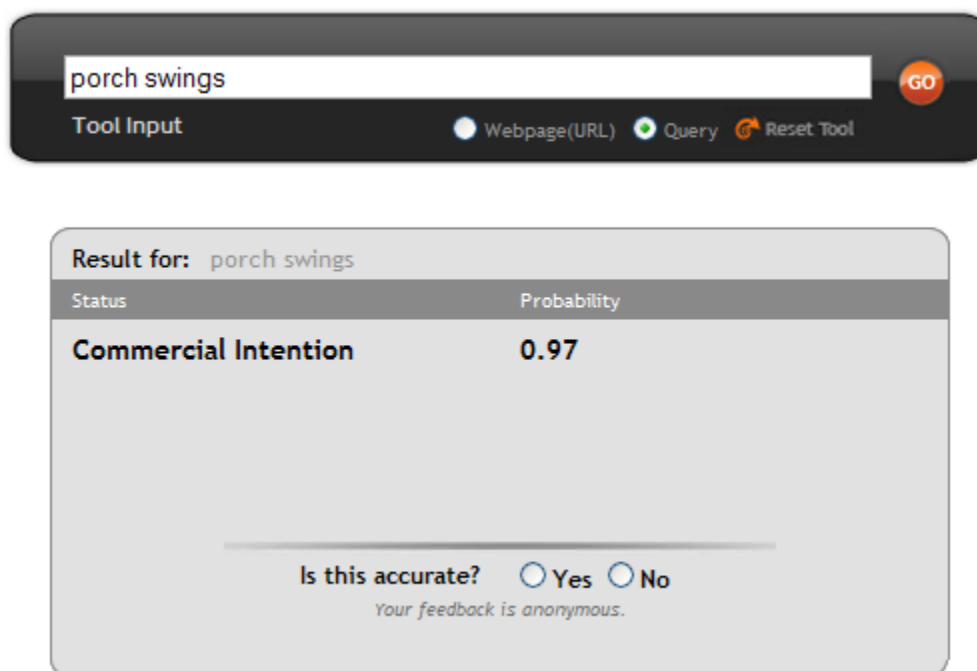 porch swings
GO
Tool Input Webpage(URL) Query Reset Tool
Result for: porch swings
Status Probability
Commercial Intention 0.97
Is this accurate? Yes No
Your feedback is anonymous.